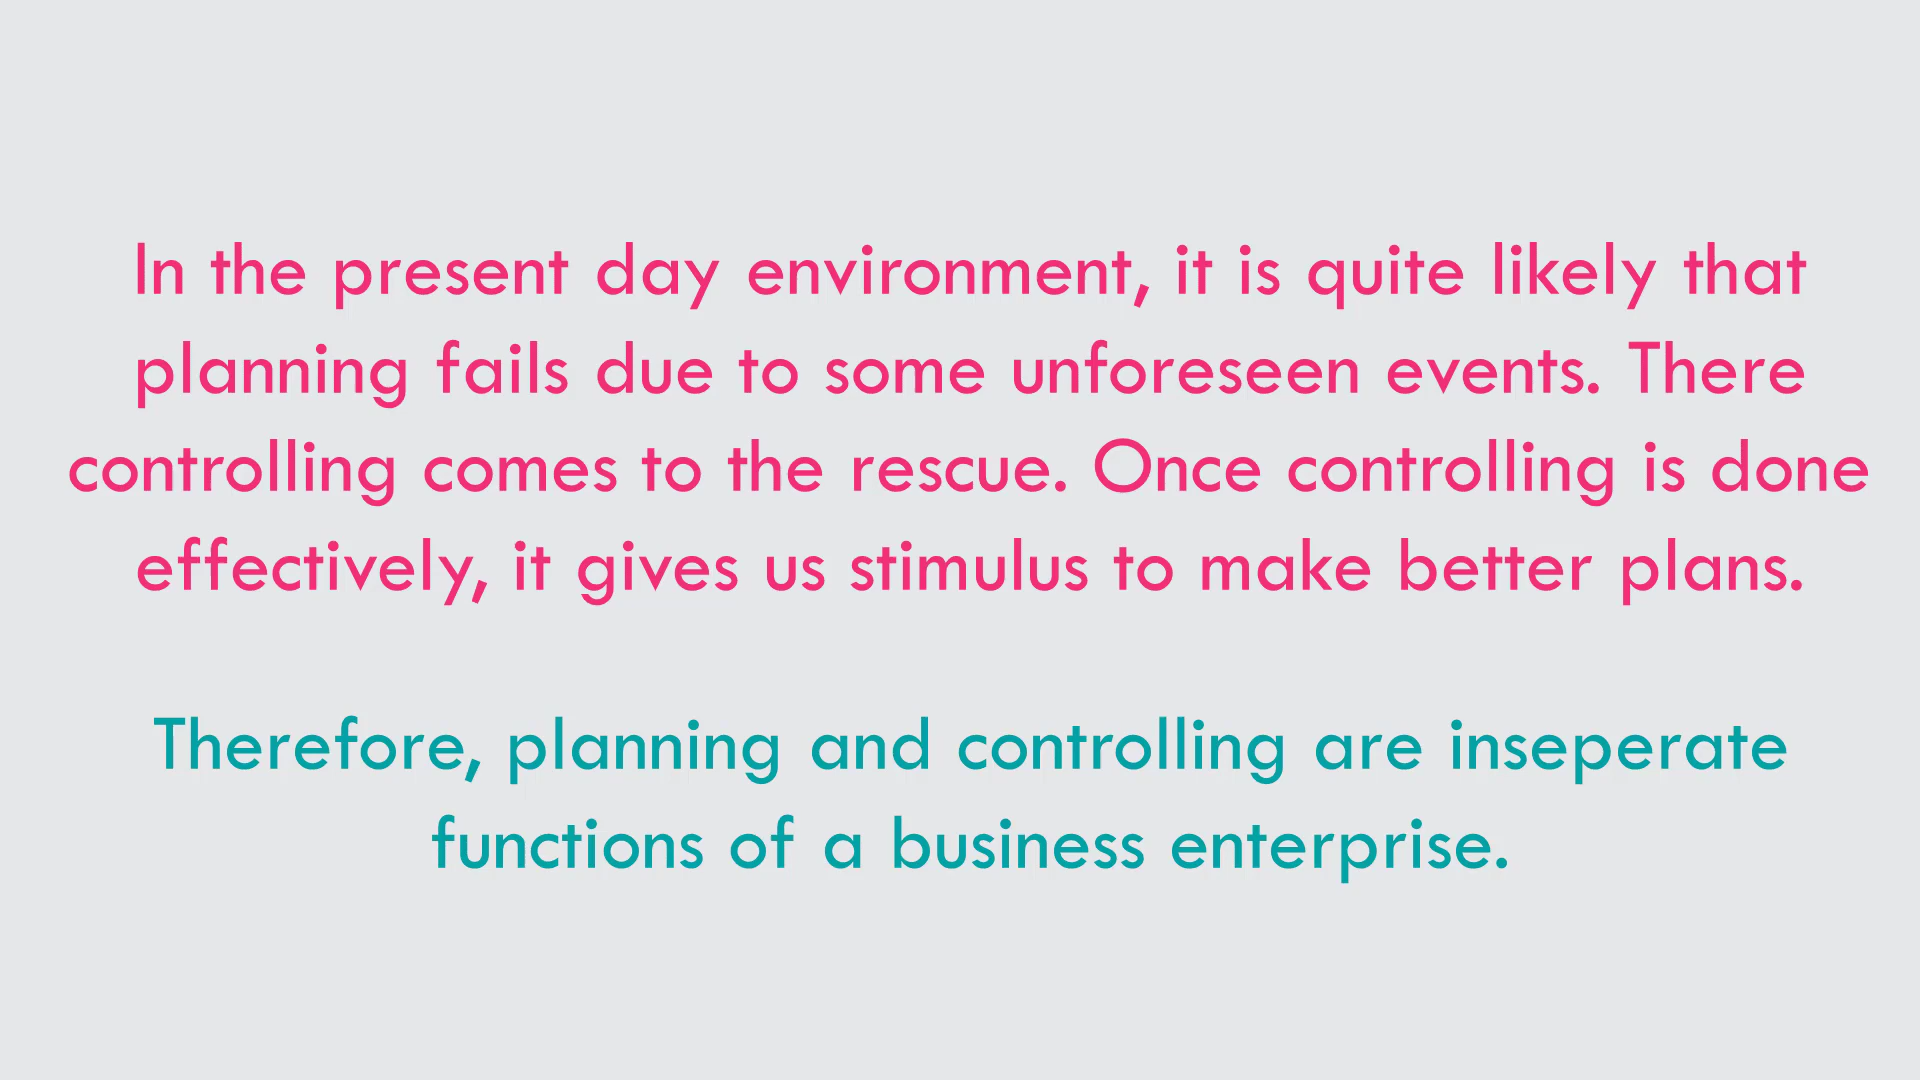 In the present day environment, it is quite likely that
planning fails due to some unforeseen events. There
controlling comes to the rescue. Once controlling is done
effectively, it gives us stimulus to make better plans.
Therefore, planning and controlling are inseperate
functions of a business enterprise.